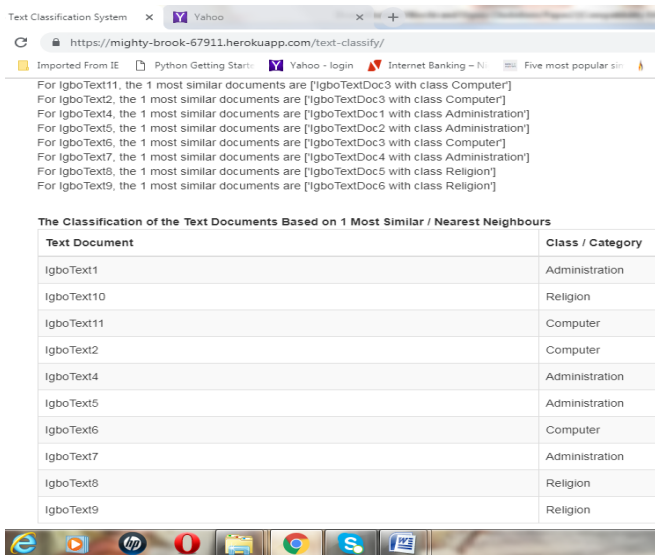 Text Classification System
Yahoo
https://mighty-brook-67911.herokuapp.com/text-classify/
Imported From IE Python Getting Starte Yahoo - login Internet Banking – Ni Five most popular sim
For IgboText11, the 1 most similar documents are ['IgboTextDoc3 with class Computer']
For IgboText2, the 1 most similar documents are ['IgboTextDoc3 with class Computer']
For IgboText4, the 1 most similar documents are ['IgboTextDoc1 with class Administration']
For IgboText5, the 1 most similar documents are ['IgboTextDoc2 with class Administration']
For IgboText6, the 1 most similar documents are ['IgboTextDoc3 with class Computer']
For IgboText7, the 1 most similar documents are ['IgboTextDoc4 with class Administration']
For IgboText8, the 1 most similar documents are ['IgboTextDoc5 with class Religion']
For IgboText9, the 1 most similar documents are ['IgboTextDoc6 with class Religion']
The Classification of the Text Documents Based on 1 Most Similar / Nearest Neighbours
Text Document Class / Category
IgboText1 Administration
IgboText10 Religion
IgboText11 Computer
IgboText2 Computer
IgboText4 Administration
IgboText5 Administration
IgboText6 Computer
IgboText7 Administration
IgboText8 Religion
IgboText9 Religion